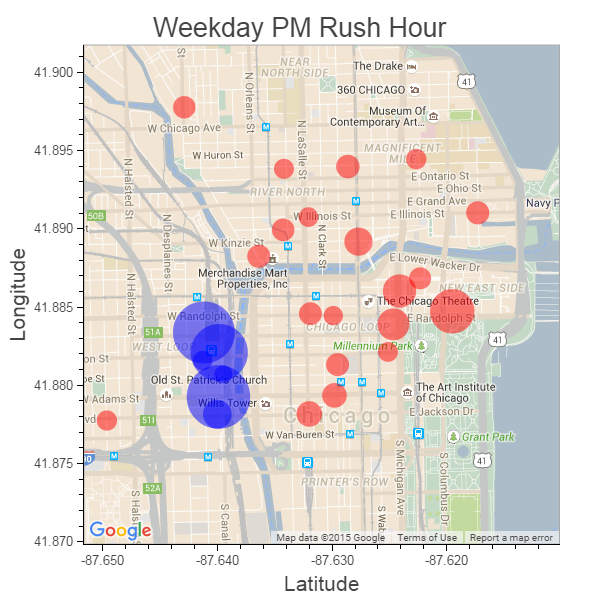 Weekday PM Rush Hour
41.900
41.895
41.890
41.885
41.880
41.875
41.870
Longitude
-87.650
-87.640
-87.630
-87.620
Latitude
The Drake
NEAR
NORTH SIDE
360 CHICAGO
41
Museum Of
Contemporary Art...
W Chicago Ave
N Orleans St
N LaSalle St
W Huron St
MAGNIFICENT
MILE
E Ontario St
E Ohio St
RIVER NORTH
N Halsted St
E Grand Ave
E Illinois St
Navy P
50B
W Illinois St
N Desplaines St
W Kinzie St
N Clark St
E Lower Wacker Dr
Merchandise Mart
Properties, Inc
N Halsted St
NEW EAST SIDE
The Chicago Theatre
W Randolph St
E Randolph St
51A
CHICAGO LOOP
41
WEST LOOP
Millennium Park
Old St. Patrick's Church
The Art Institute
of Chicago
W Adams St
Willis Tower
E Jackson Dr
51I
Chicago
W Van Buren St
Grant Park
41
52A
PRINTER'S ROW
S Halsted St
S Canal
S Michigan Ave
S Columbus Dr
Google
Map data ©2015 Google
Terms of Use
Report a map error